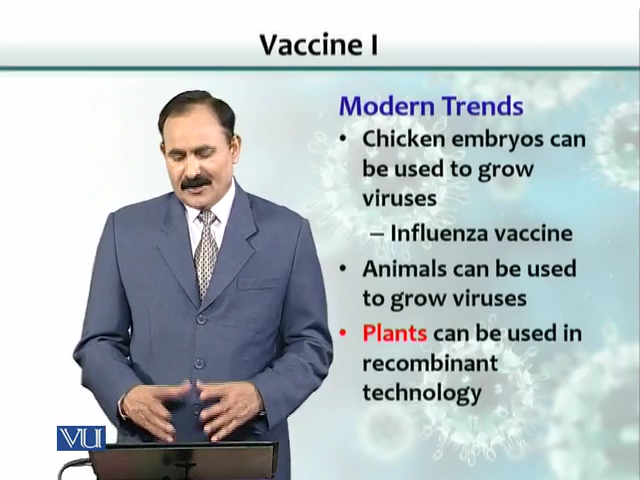 Vaccine I
Modern Trends
• Chicken embryos can
be used to grow
viruses
– Influenza vaccine
• Animals can be used
to grow viruses
• Plants can be used in
recombinant
technology
VU